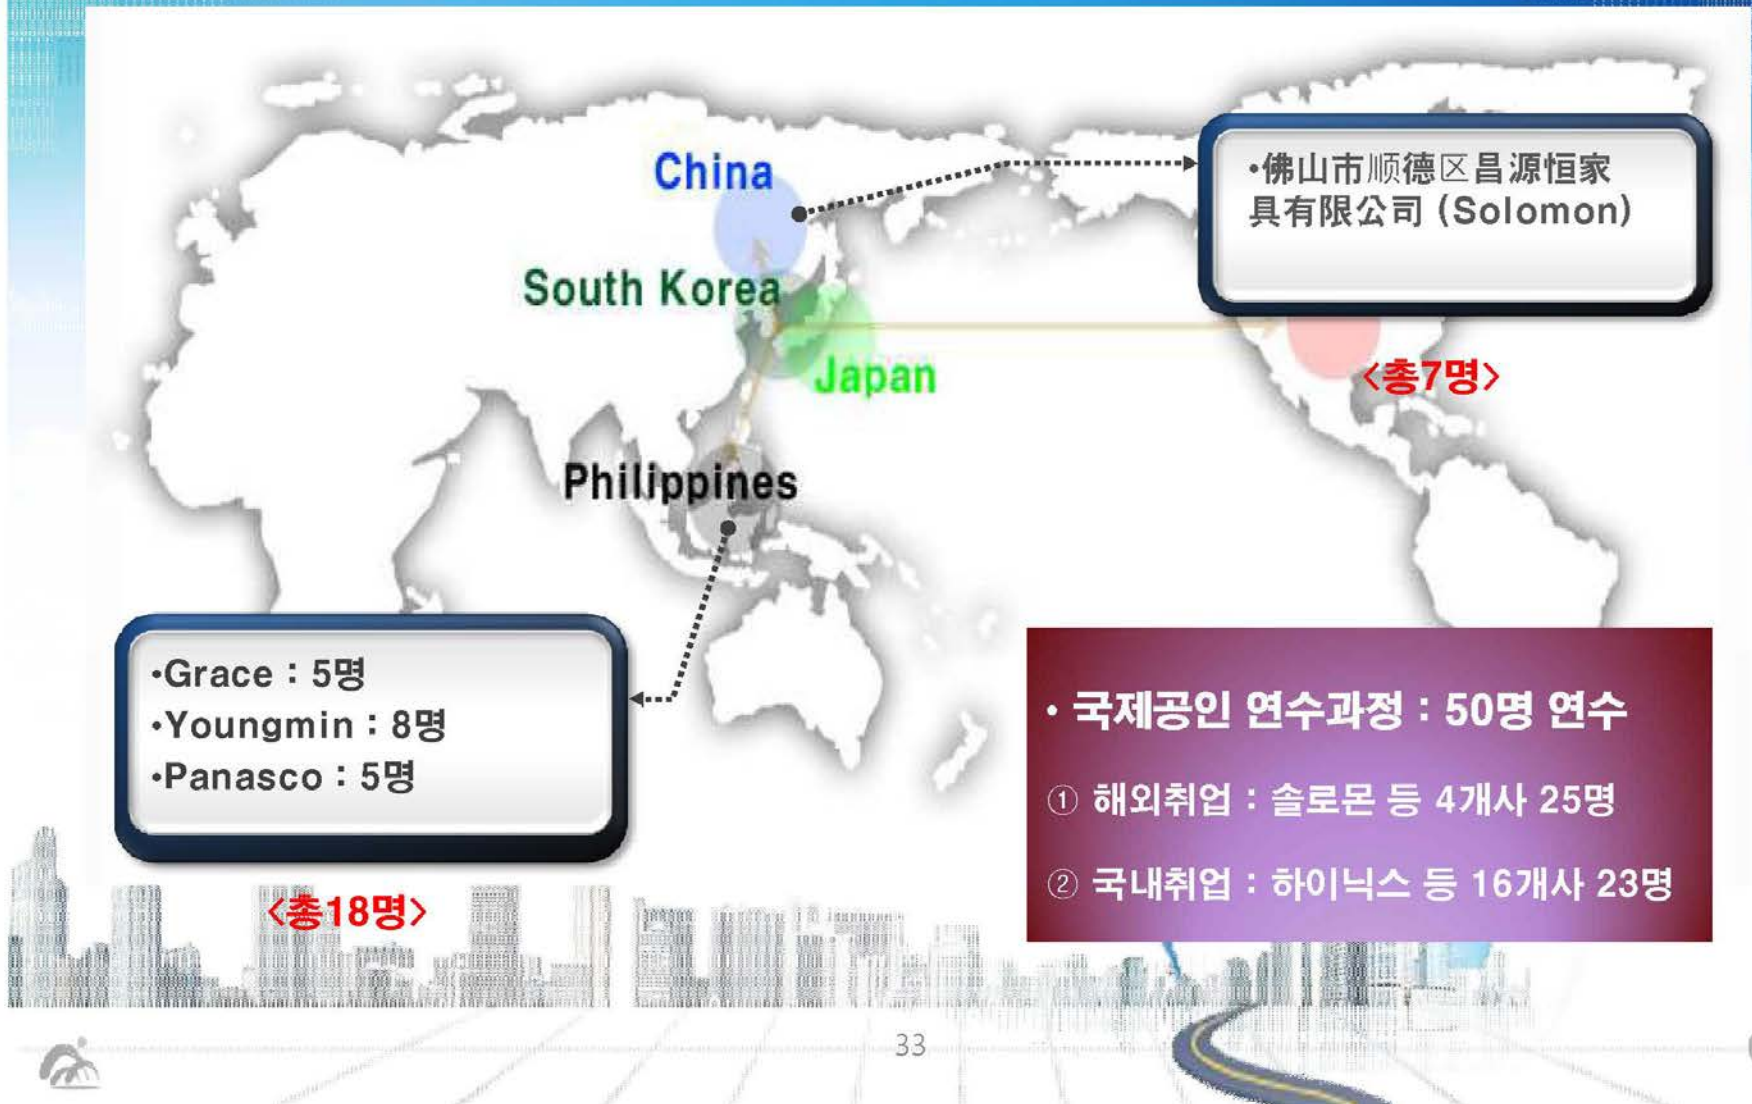 China
•佛山市顺德区昌源恒家
具有限公司 (Solomon)
South Korea
Japan
<총7명>
Philippines
•Grace : 5명
•Youngmin : 8명
•Panasco : 5명
<총18명>
• 국제공인 연수과정 : 50명 연수
① 해외취업 : 솔로몬 등 4개사 25명
② 국내취업 : 하이닉스 등 16개사 23명
33